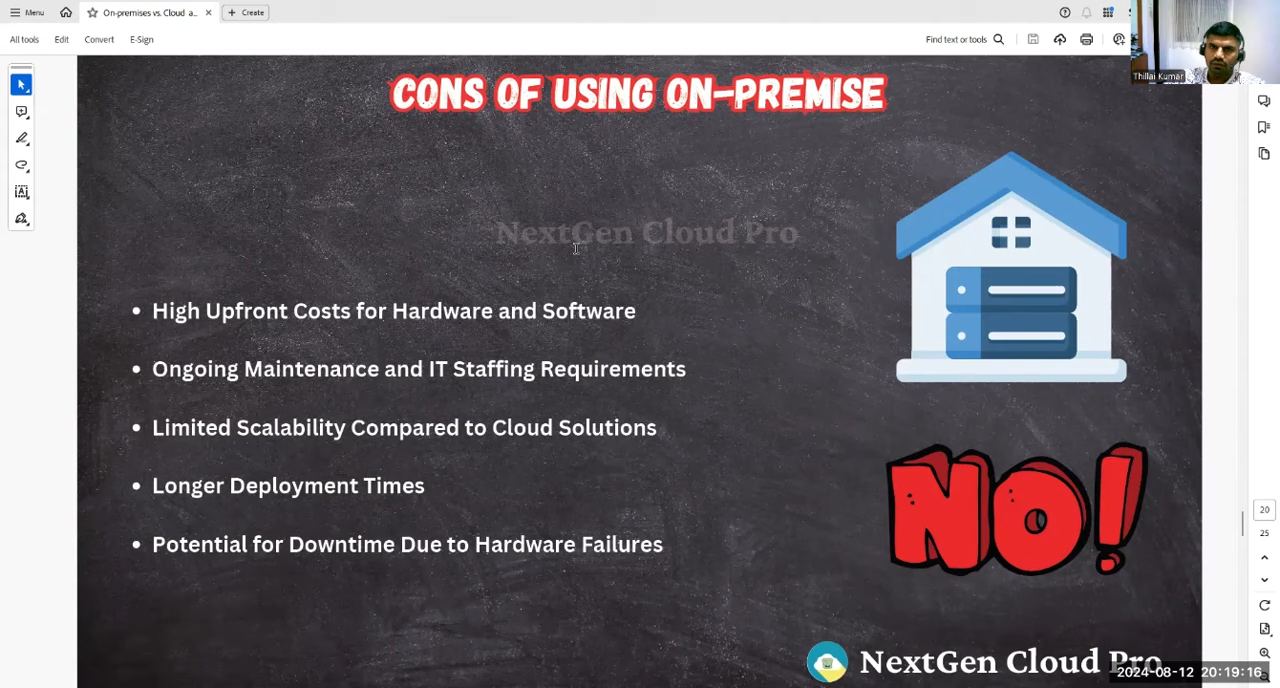 Menu
On-premises vs. Cloud a...
Create
All tools
Edit
Convert
E-Sign
Find text or tools
Thillai Kumar
CONS OF USING ON-PREMISE
NextGen Cloud Pro
• High Upfront Costs for Hardware and Software
• Ongoing Maintenance and IT Staffing Requirements
• Limited Scalability Compared to Cloud Solutions
• Longer Deployment Times
• Potential for Downtime Due to Hardware Failures
NO!
20
25
NextGen Cloud Pro
2024-08-12 20:19:16